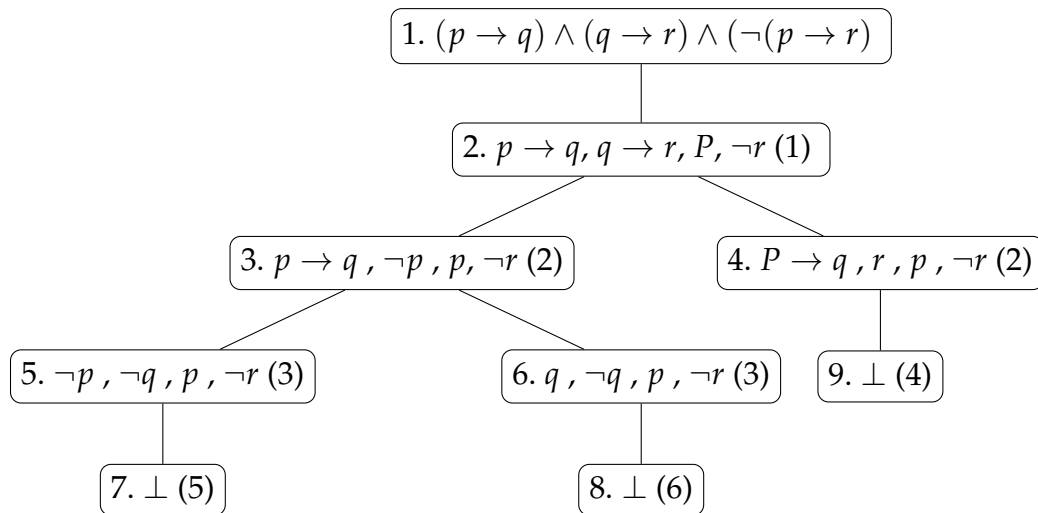 1. (p → q) ∧ (q → r) ∧ (¬(p → r)
2. p → q, q → r, P, ¬r (1)
3. p → q , ¬p , p, ¬r (2)
4. P → q , r , p , ¬r (2)
5. ¬p , ¬q , p , ¬r (3)
6. q , ¬q , p , ¬r (3)
9. ⊥ (4)
7. ⊥ (5)
8. ⊥ (6)